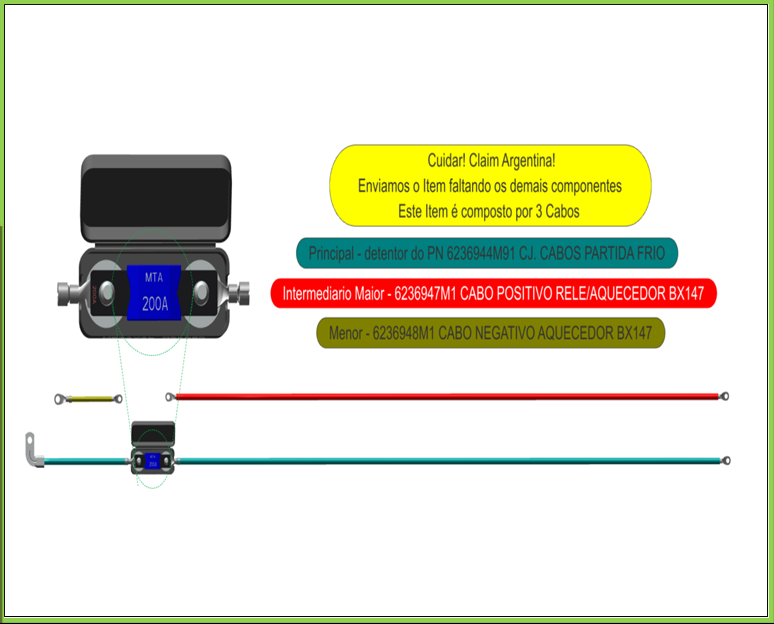 Cuidar! Claim Argentina!
Enviamos o Item faltando os demais componentes
Este Item é composto por 3 Cabos
Principal - detentor do PN 6236944M91 CJ. CABOS PARTIDA FRIO
Intermediario Maior - 6236947M1 CABO POSITIVO RELE/AQUECEDOR BX147
Menor - 6236948M1 CABO NEGATIVO AQUECEDOR BX147
MTA
200A